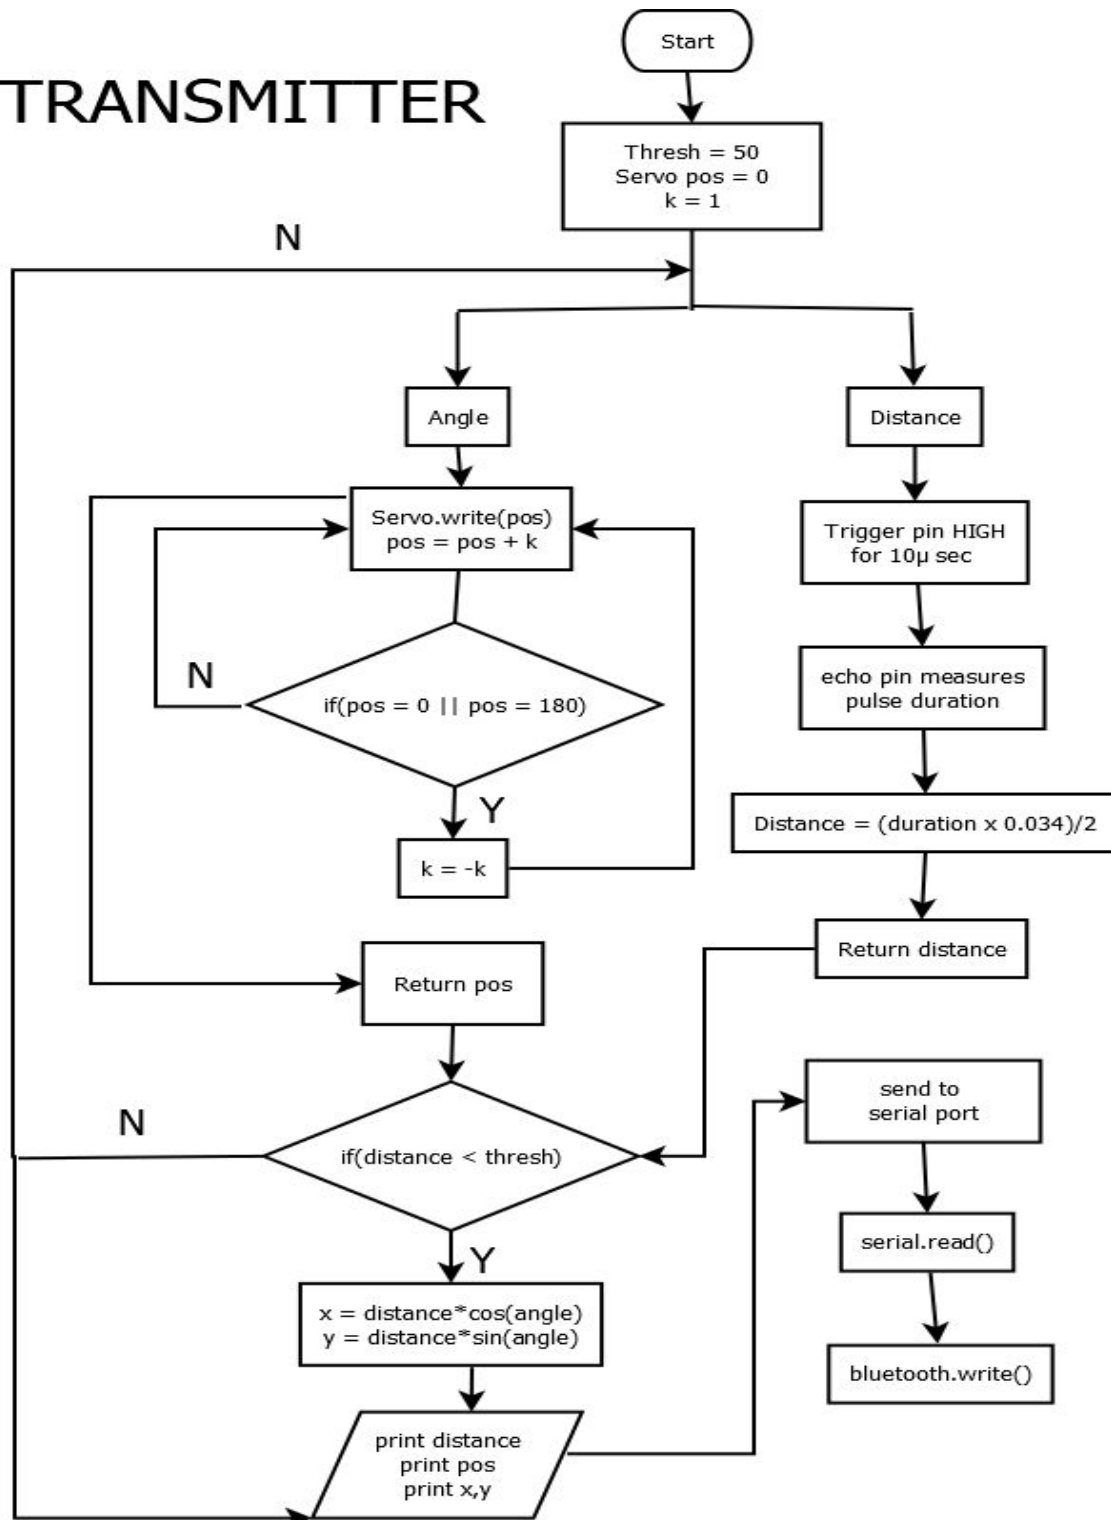 Start
TRANSMITTER
Thresh = 50
Servo pos = 0
k = 1
N
Angle
Distance
Servo.write(pos)
pos = pos + k
Trigger pin HIGH
for 10µ sec
N
if(pos = 0 || pos = 180)
echo pin measures
pulse duration
Y
k = -k
Distance = (duration x 0.034)/2
Return pos
Return distance
N
if(distance < thresh)
send to
serial port
Y
x = distance*cos(angle)
y = distance*sin(angle)
serial.read()
bluetooth.write()
print distance
print pos
print x,y